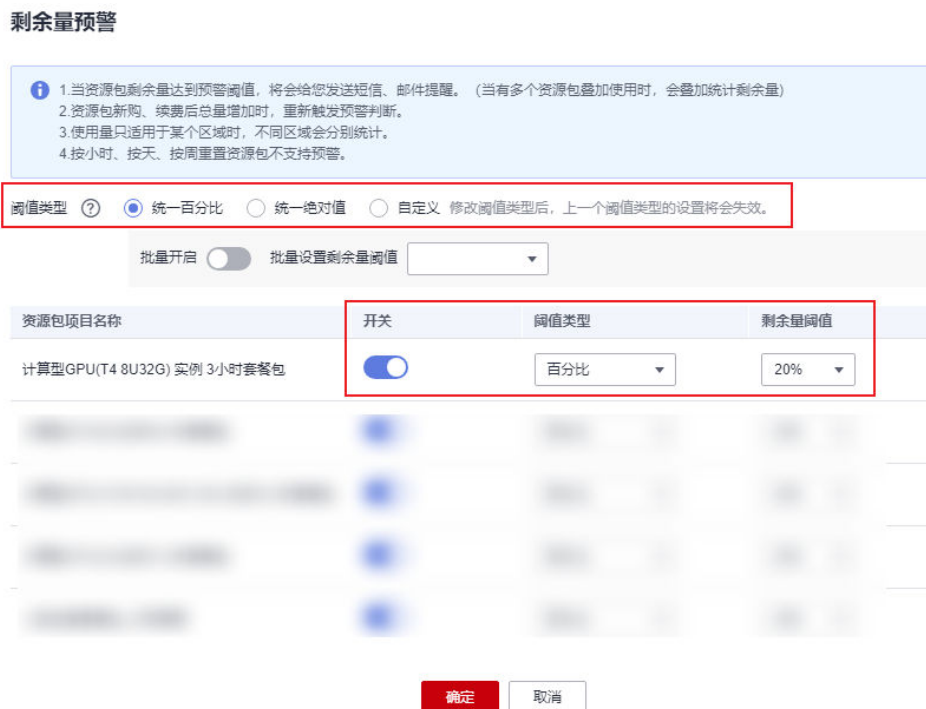 剩余量预警
1.当资源包剩余量达到预警阈值，将会给您发送短信、邮件提醒。（当有多个资源包叠加使用时，会叠加统计剩余量）
2.资源包新购、续费后总量增加时，重新触发预警判断。
3.使用量只适用于某个区域时，不同区域会分别统计。
4.按小时、按天、按周重置资源包不支持预警。
阈值类型 ? 统一百分比 统一绝对值 自定义 修改阈值类型后，上一个阈值类型的设置将会失效。
批量开启 批量设置剩余量阈值
资源包项目名称 开关 阈值类型 剩余量阈值
计算型GPU(T4 8U32G) 实例 3小时套餐包 百分比 20%
确定 取消